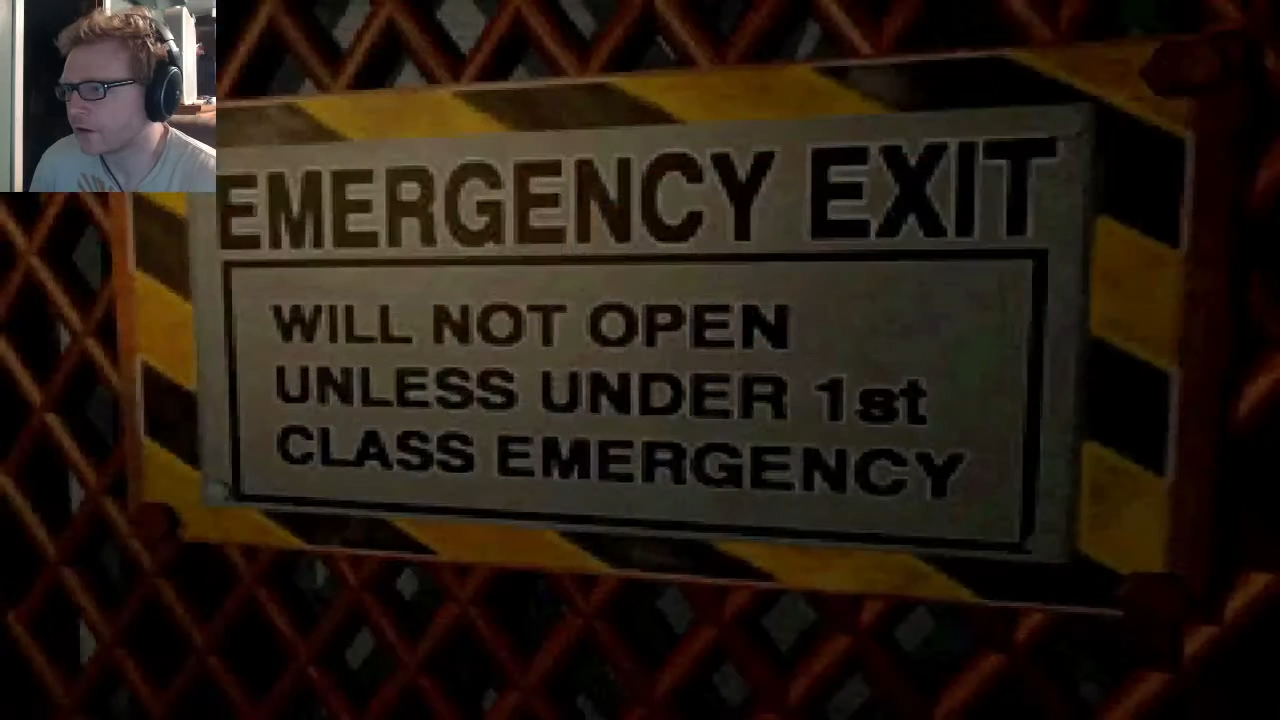 EMERGENCY EXIT
WILL NOT OPEN
UNLESS UNDER 1st
CLASS EMERGENCY